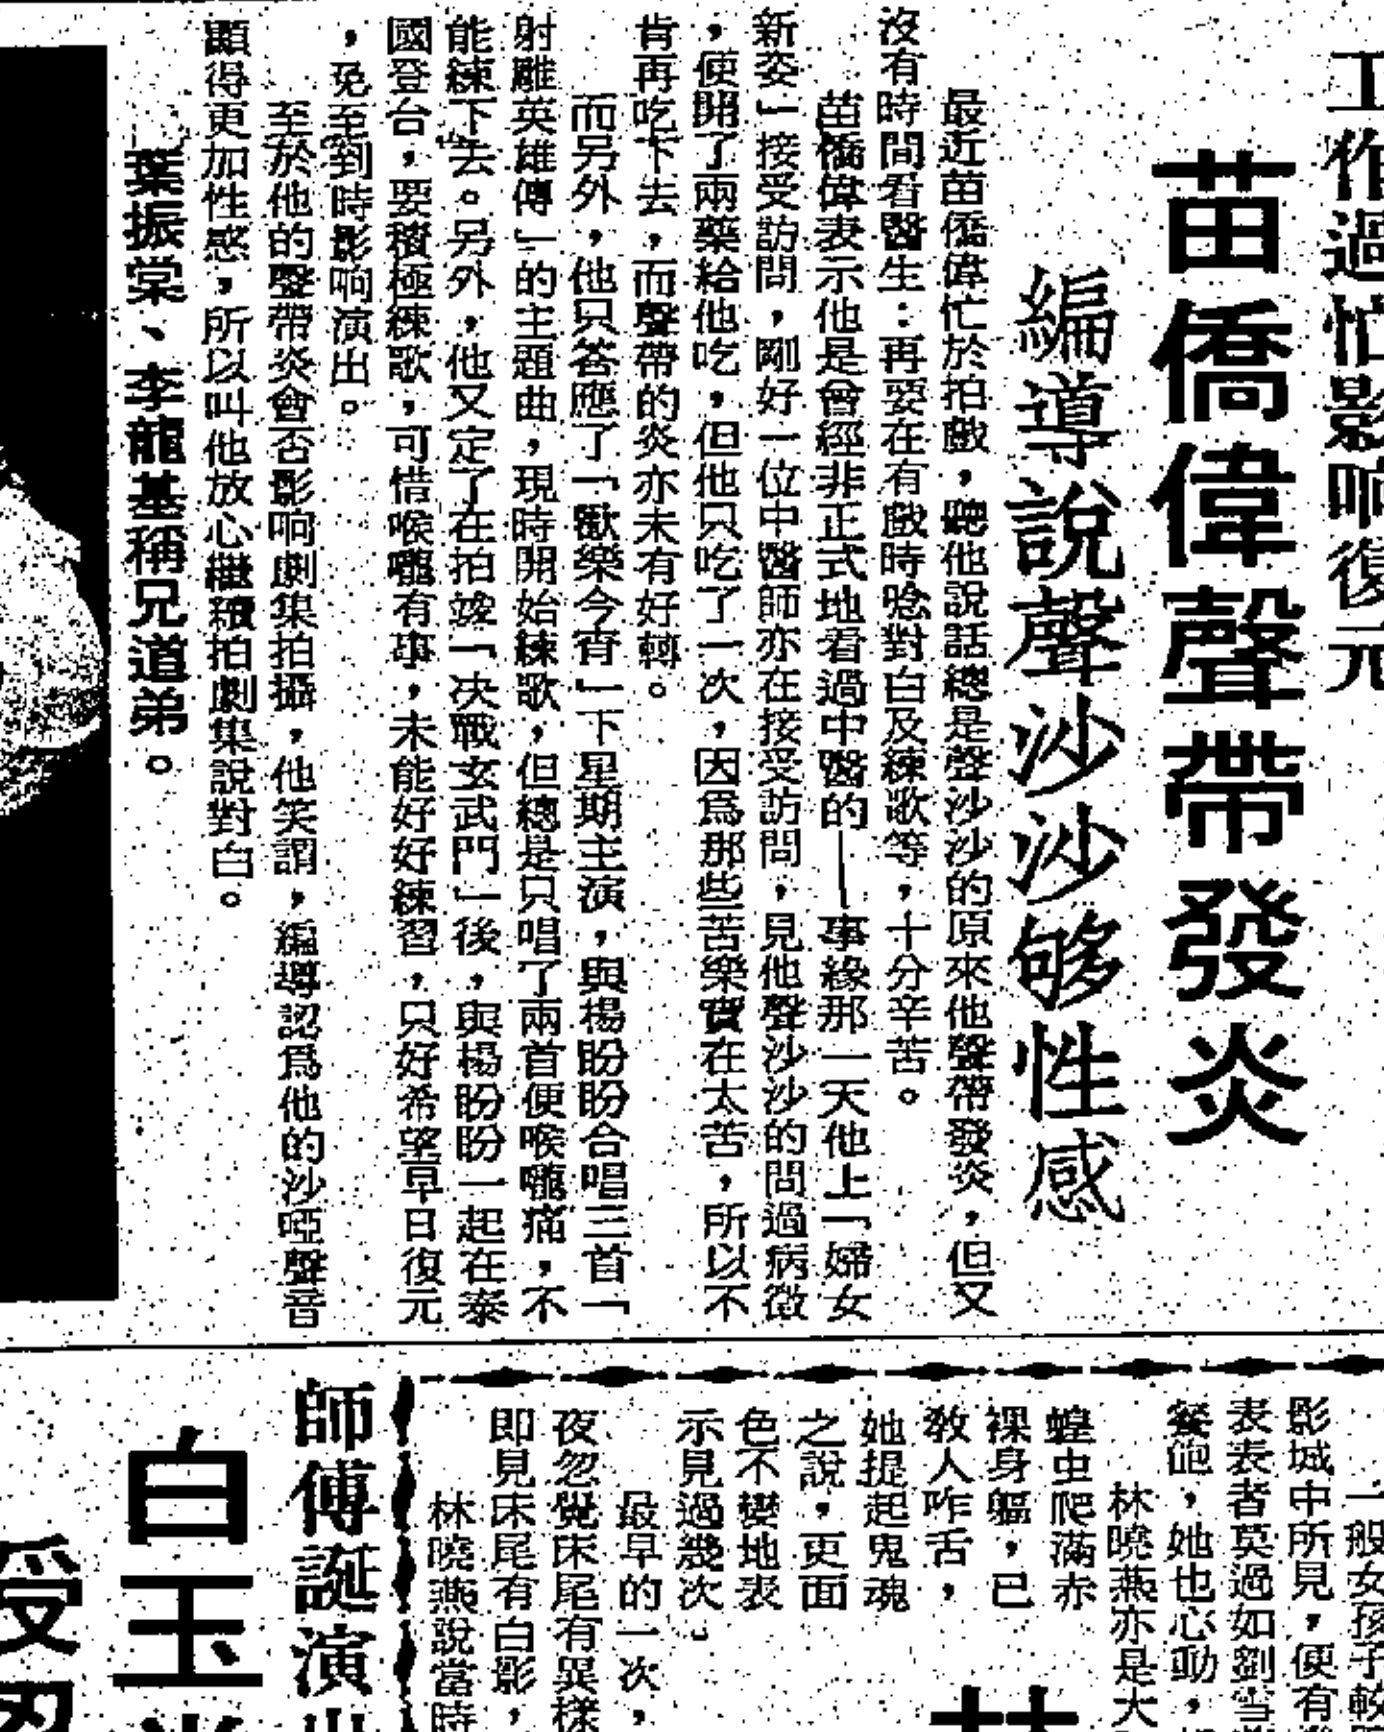 工作過忙影响復元
苗僑偉聲帶發炎
編導說聲沙沙够性感
最近苗僑偉忙於拍戲，聽他說話總是聲沙沙的原來他聲帶發炎，但又
沒有時間看醫生：再要在有戲時唸對白及練歌等，十分辛苦。
苗僑偉表示他是曾經非正式地看過中醫的——事緣那一天他上「婦女
新姿」接受訪問，剛好一位中醫師亦在接受訪問，見他聲沙沙的問過病徵
，便開了兩藥給他吃，但他只吃了一次，因爲那些苦藥實在太苦，所以不
肯再吃下去，而聲帶的炎亦未有好轉。
而另外，他只答應了「歡樂今宵」下星期主演，與楊盼盼合唱三首「
射雕英雄傳」的主題曲，現時開始練歌，但總是只唱了兩首便喉嚨痛，不
能練下去。另外，他又定了在拍竣「決戰玄武門」後，與楊盼盼一起在泰
國登台，要積極練歌，可惜喉嚨有事，未能好好練習，只好希望早日復元
，免至到時影响演出。
至於他的聲帶炎會否影响劇集拍攝，他笑謂，編導認爲他的沙啞聲音
顯得更加性感，所以叫他放心繼續拍劇集說對白。
葉振棠、李龍基稱兄道弟。
一般女孩子較
影城中所見，便有
表表者莫過如劉雪
餐飽，她也心動，
林曉燕亦是大
蝗虫爬滿赤
裸身軀，已
敎人咋舌，
她提起鬼魂
之說，更面
色不變地表
示見過幾次。
最早的一次，
夜忽覺床尾有異樣
即見床尾有白影，
林曉燕說當時
師傅誕演出
白玉
受